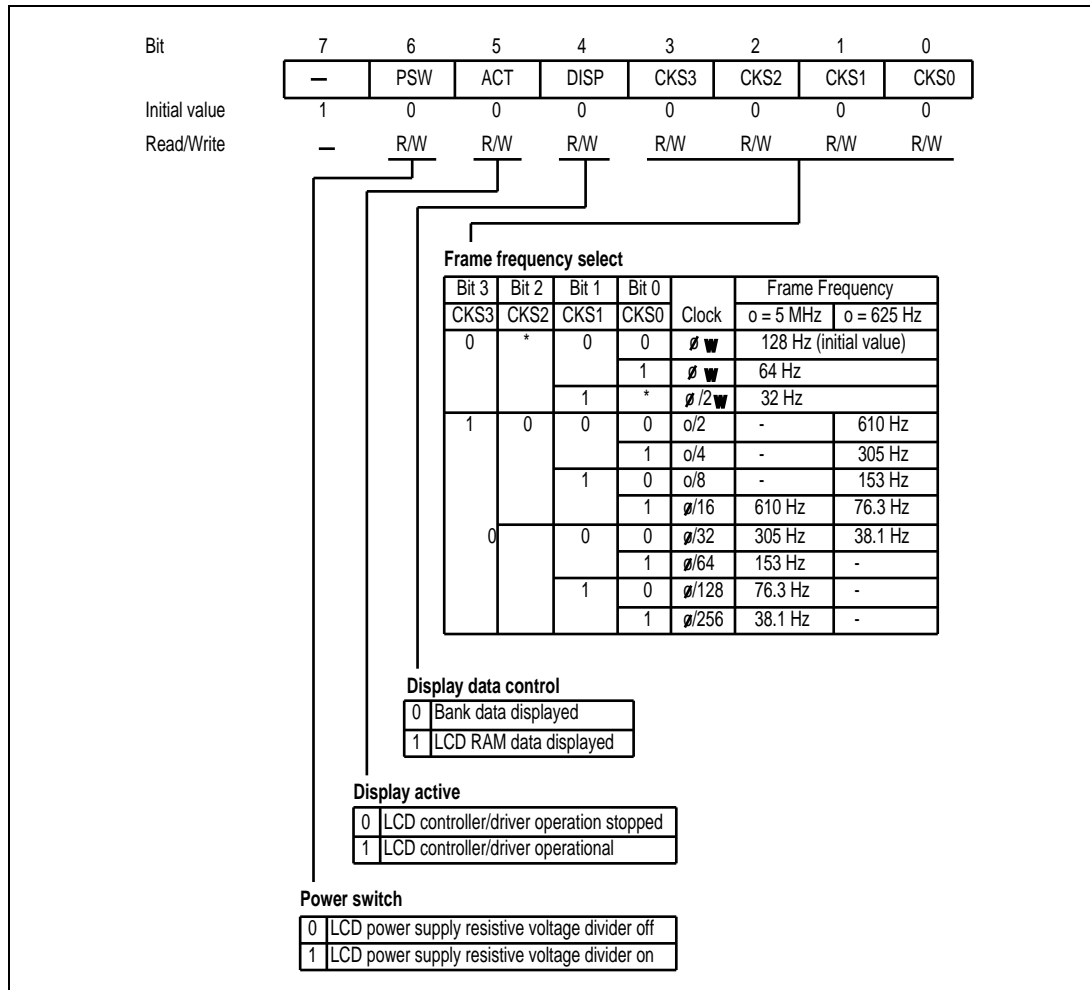 Bit 7 6 5 4 3 2 1 0
— PSW ACT DISP CKS3 CKS2 CKS1 CKS0
Initial value 1 0 0 0 0 0 0 0
Read/Write — R/W R/W R/W R/W R/W R/W R/W
Frame frequency select
Bit 3 Bit 2 Bit 1 Bit 0 Frame Frequency
CKS3 CKS2 CKS1 CKS0 Clock o = 5 MHz o = 625 Hz
0 * 0 0 ø w 128 Hz (initial value)
1 ø w 64 Hz
1 * ø /2 w 32 Hz
1 0 0 0 o/2 - 610 Hz
1 o/4 - 305 Hz
1 0 o/8 - 153 Hz
1 ø/16 610 Hz 76.3 Hz
0 0 0 ø/32 305 Hz 38.1 Hz
1 ø/64 153 Hz -
1 0 ø/128 76.3 Hz -
1 ø/256 38.1 Hz -
Display data control
0 Bank data displayed
1 LCD RAM data displayed
Display active
0 LCD controller/driver operation stopped
1 LCD controller/driver operational
Power switch
0 LCD power supply resistive voltage divider off
1 LCD power supply resistive voltage divider on